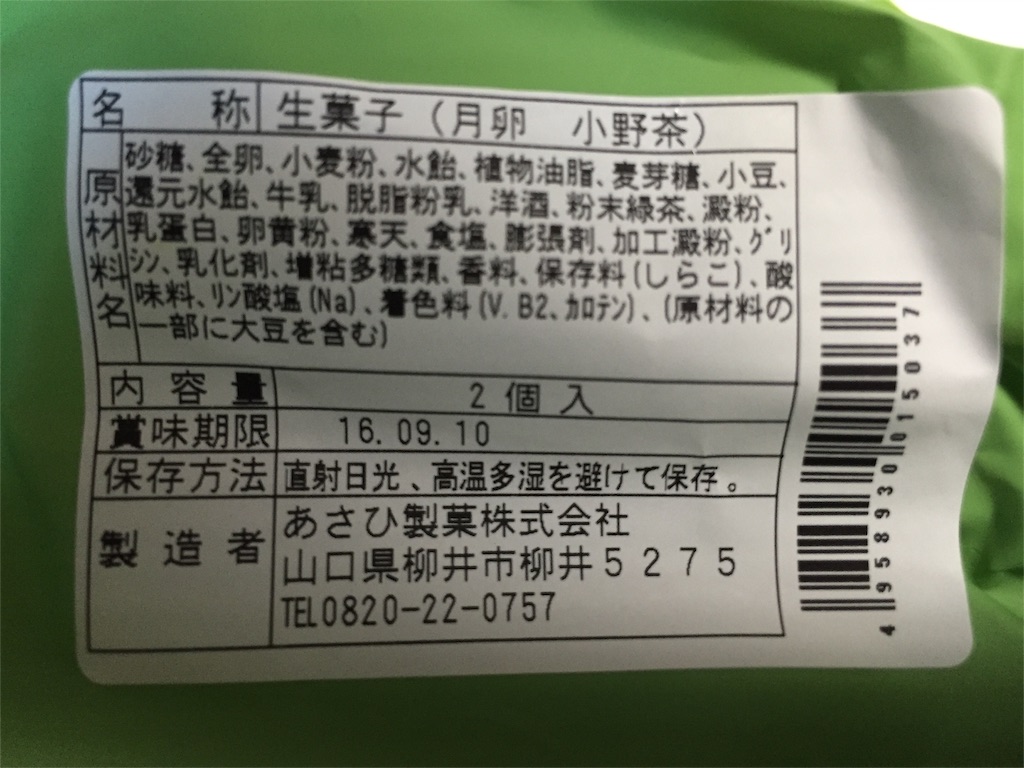 名 称 生菓子(月卵 小野茶)
原材料名
砂糖、全卵、小麦粉、水飴、植物油脂、麦芽糖、小豆、
還元水飴、牛乳、脱脂粉乳、洋酒、粉末緑茶、澱粉、
乳蛋白、卵黄粉、寒天、食塩、膨張剤、加工澱粉、グリ
シン、乳化剤、増粘多糖類、香料、保存料(しらこ)、酸
味料、リン酸塩(Na)、着色料(V.B2、カロテン)、(原材料の
一部に大豆を含む)
内容量 2個入
賞味期限 16.09.10
保存方法 直射日光、高温多湿を避けて保存。
製造者 あさひ製菓株式会社
山口県柳井市柳井5275
TEL0820-22-0757
4958930015037